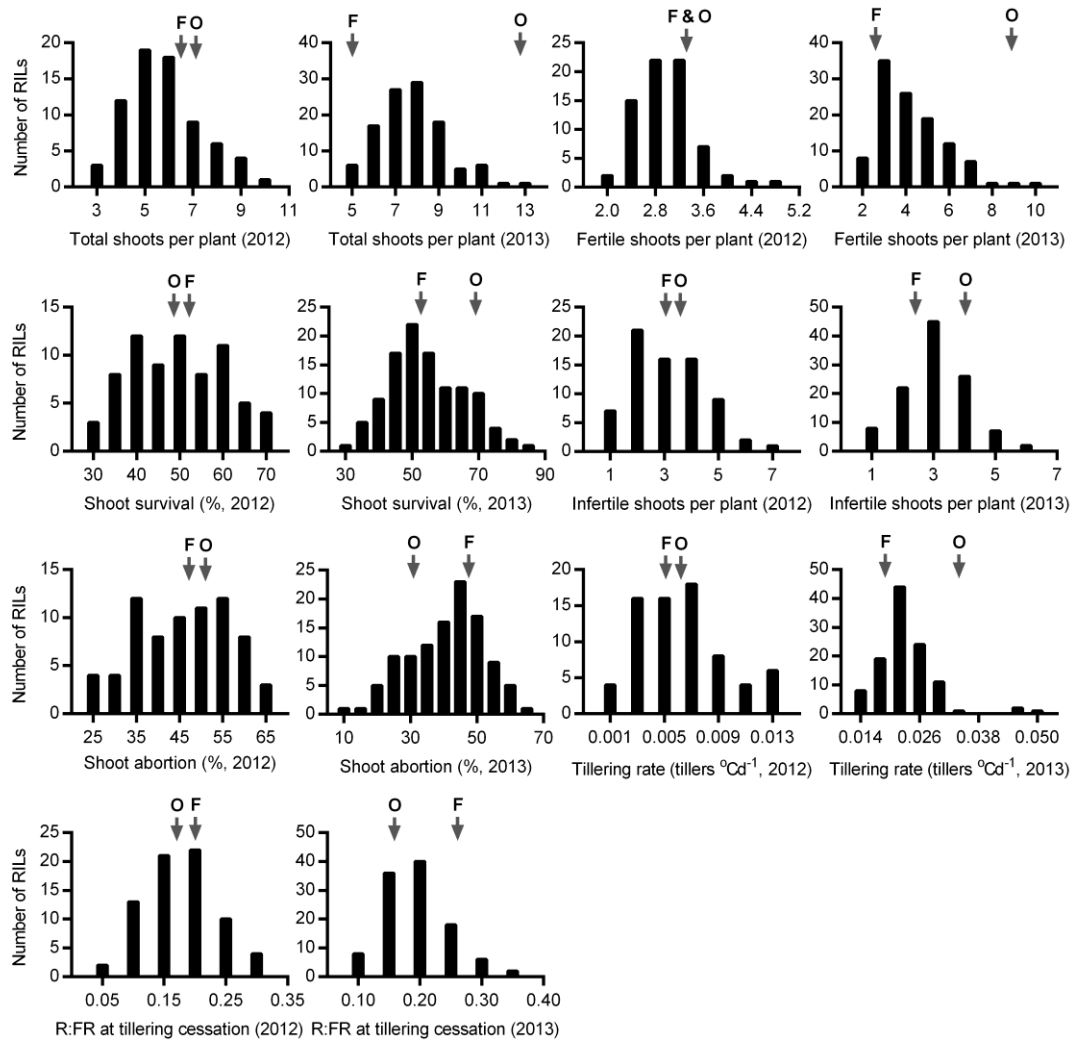 F O
F
O
F & O
F
O
Number of RILs
20
15
10
5
0
3 5 7 9 11
Total shoots per plant (2012)
40
30
20
10
0
5 7 9 11 13
Total shoots per plant (2013)
25
20
15
10
5
0
2.0 2.8 3.6 4.4 5.2
Fertile shoots per plant (2012)
40
30
20
10
0
2 4 6 8 10
Fertile shoots per plant (2013)
O F
F
O
F O
F
O
Number of RILs
15
10
5
0
30 40 50 60 70
Shoot survival (%, 2012)
25
20
15
10
5
0
30 50 70 90
Shoot survival (%, 2013)
25
20
15
10
5
0
1 3 5 7
Infertile shoots per plant (2012)
50
40
30
20
10
0
1 3 5 7
Infertile shoots per plant (2013)
F O
O
F
F O
F
O
Number of RILs
15
10
5
0
25 35 45 55 65
Shoot abortion (%, 2012)
25
20
15
10
5
0
10 30 50 70
Shoot abortion (%, 2013)
20
15
10
5
0
0.001 0.005 0.009 0.013
Tillering rate (tillers ⁰Cd⁻¹, 2012)
50
40
30
20
10
0
0.014 0.026 0.038 0.050
Tillering rate (tillers ⁰Cd⁻¹, 2013)
O F
O
F
Number of RILs
25
20
15
10
5
0
0.05 0.15 0.25 0.35
R:FR at tillering cessation (2012)
50
40
30
20
10
0
0.10 0.20 0.30 0.40
R:FR at tillering cessation (2013)